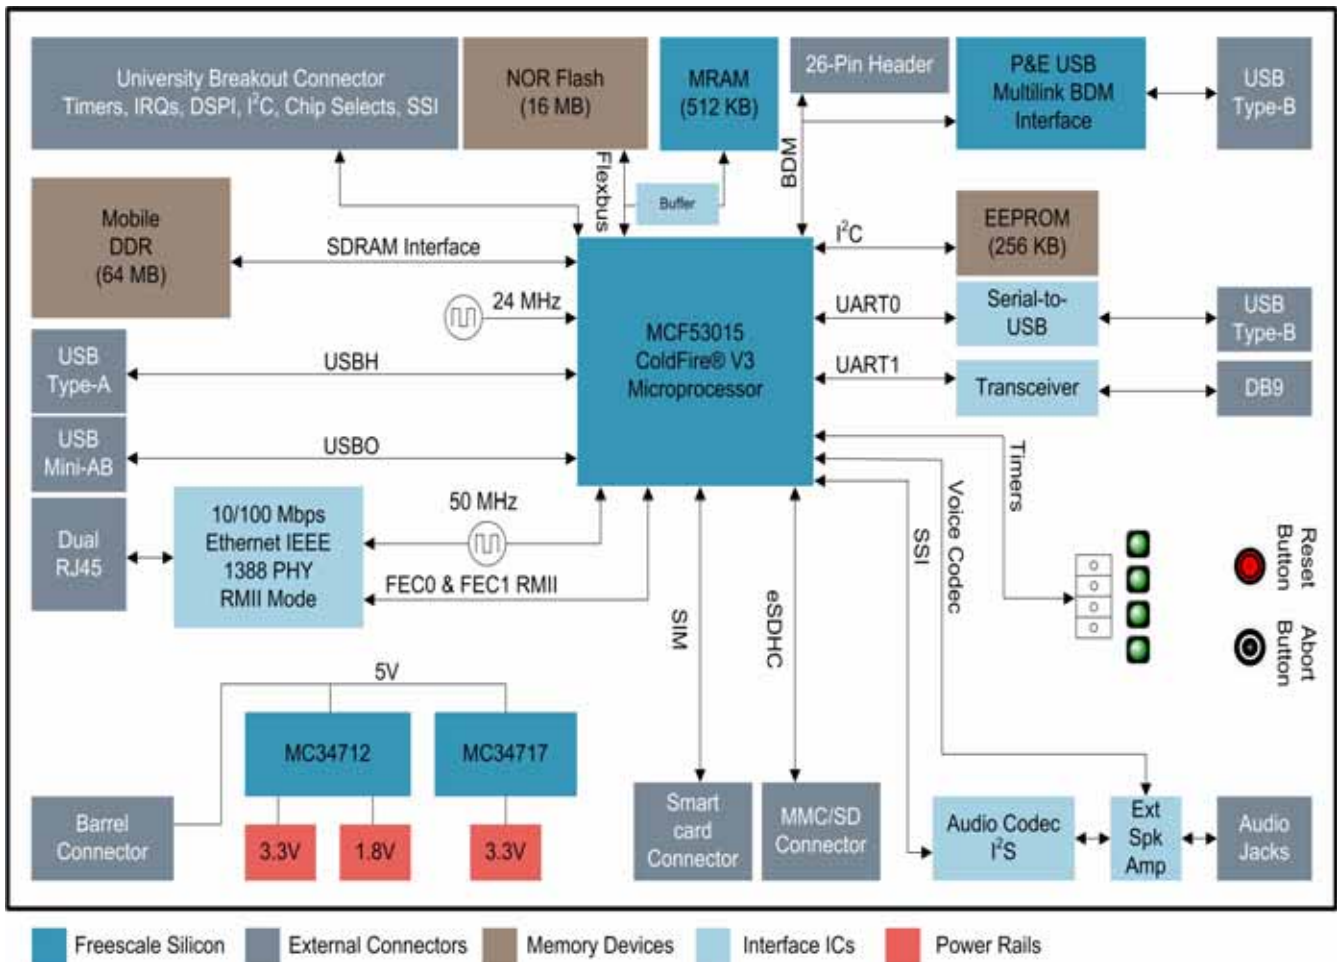 University Breakout Connector
Timers, IRQs, DSPI, I²C, Chip Selects, SSI
NOR Flash
(16 MB)
MRAM
(512 KB)
26-Pin Header
P&E USB
Multilink BDM
Interface
USB
Type-B
Flexbus
Buffer
BDM
Mobile
DDR
(64 MB)
SDRAM Interface
I²C
EEPROM
(256 KB)
24 MHz
MCF53015
ColdFire® V3
Microprocessor
UART0
Serial-to-
USB
USB
Type-B
USB
Type-A
USBH
UART1
Transceiver
DB9
USB
Mini-AB
USBO
Timers
Voice Codec
SSI
Dual
RJ45
10/100 Mbps
Ethernet IEEE
1388 PHY
RMII Mode
50 MHz
FEC0 & FEC1 RMII
SIM
eSDHC
Reset
Button
Abort
Button
5V
MC34712
MC34717
Barrel
Connector
3.3V
1.8V
3.3V
Smart
card
Connector
MMC/SD
Connector
Audio Codec
I²S
Ext
Spk
Amp
Audio
Jacks
Freescale Silicon
External Connectors
Memory Devices
Interface ICs
Power Rails